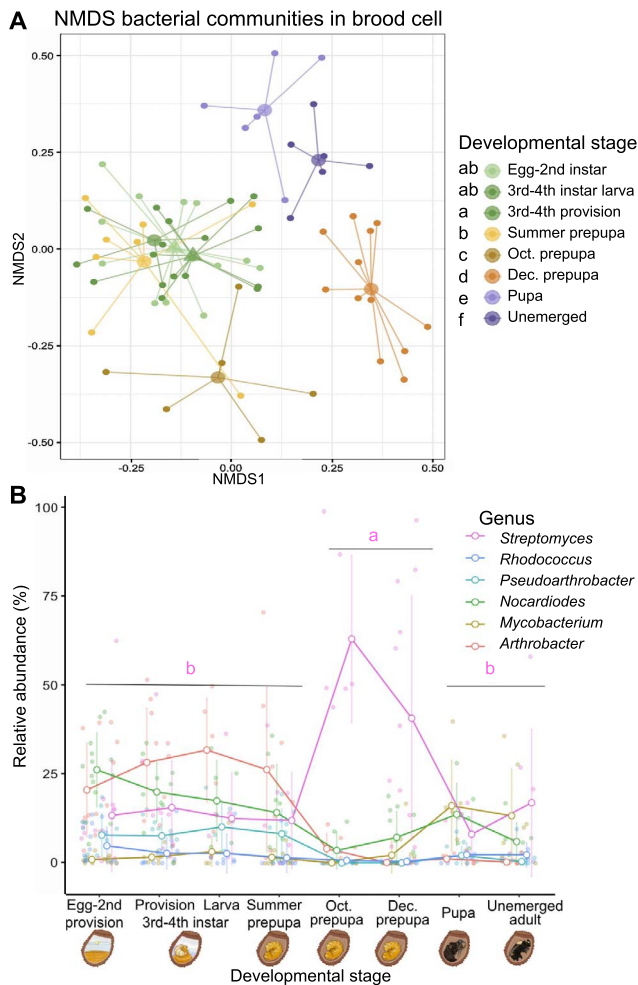 A
NMDS bacterial communities in brood cell
0.50
0.25
0.00
-0.25
-0.50
NMDS2
-0.25
0.00
0.25
0.50
NMDS1
Developmental stage
ab Egg-2nd instar
ab 3rd-4th instar larva
a 3rd-4th provision
b Summer prepupa
c Oct. prepupa
d Dec. prepupa
e Pupa
f Unemerged
B
100
75
50
25
0
Relative abundance (%)
b
a
b
Genus
Streptomyces
Rhodococcus
Pseudoarthrobacter
Nocardiodes
Mycobacterium
Arthrobacter
Egg-2nd
provision
Provision Larva
3rd-4th instar
Summer
prepupa
Oct.
prepupa
Dec.
prepupa
Pupa
Unemerged
adult
Developmental stage